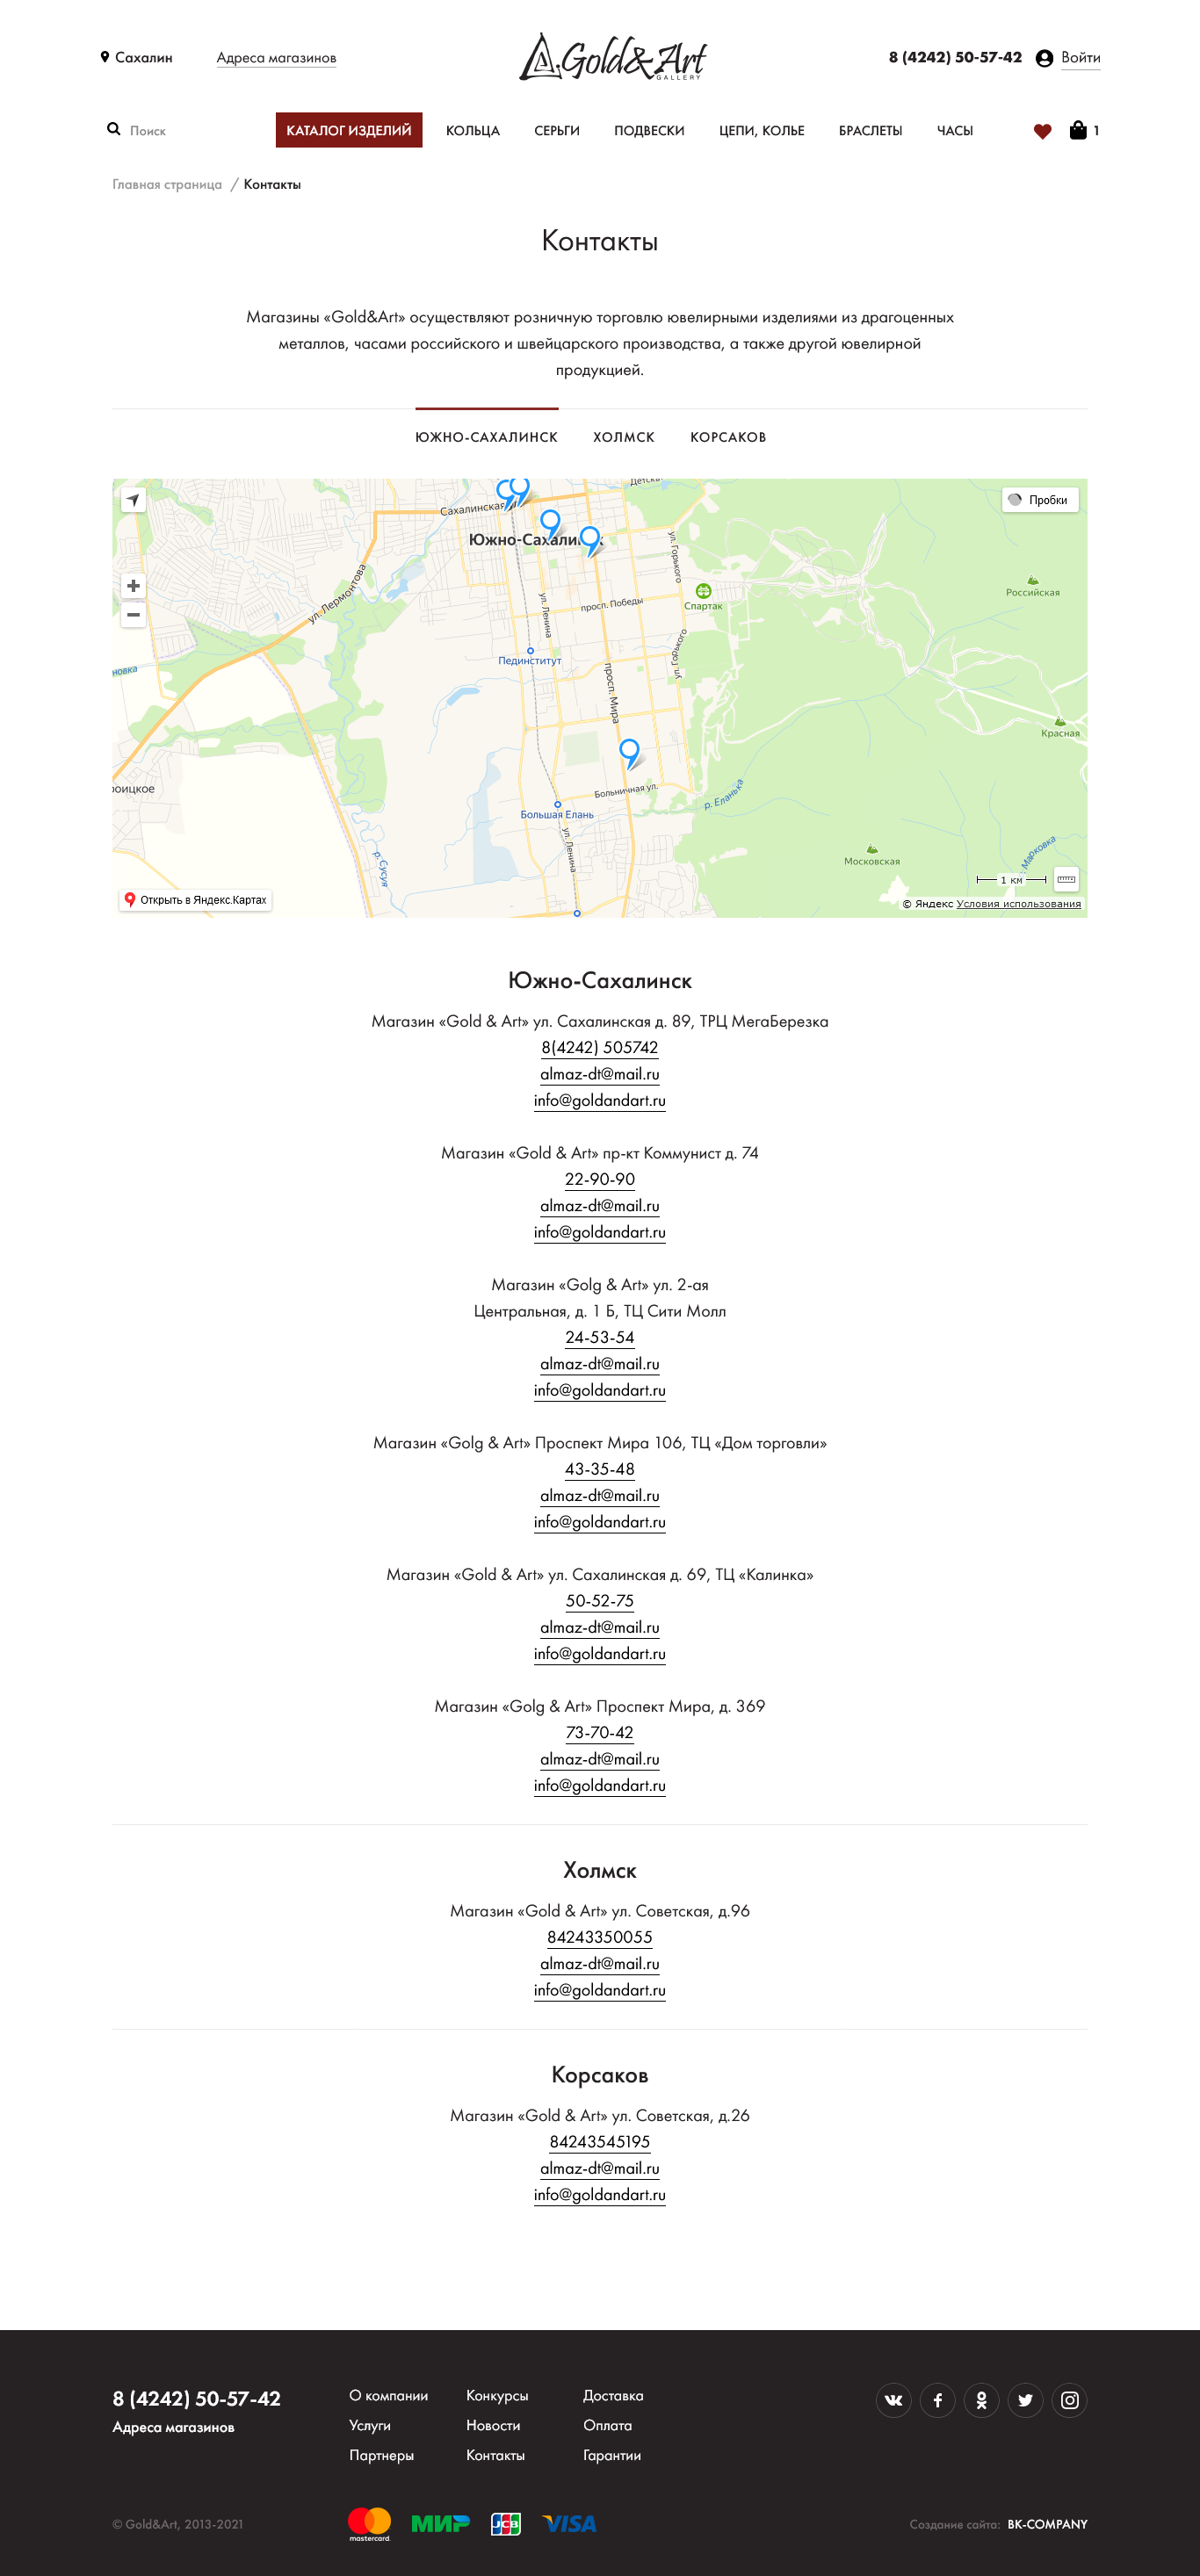 Сахалин
Адреса магазинов
Gold&Art
GALLERY
8 (4242) 50-57-42
Войти
Поиск
КАТАЛОГ ИЗДЕЛИЙ
КОЛЬЦА
СЕРЬГИ
ПОДВЕСКИ
ЦЕПИ, КОЛЬЕ
БРАСЛЕТЫ
ЧАСЫ
1
Главная страница / Контакты
Контакты
Магазины «Gold&Art» осуществляют розничную торговлю ювелирными изделиями из драгоценных
металлов, часами российского и швейцарского производства, а также другой ювелирной
продукцией.
ЮЖНО-САХАЛИНСК
ХОЛМСК
КОРСАКОВ
Детская
Пробки
Сахалинская
Южно-Сахалинск
ул. Горького
ул. Лермонтова
Спартак
Российская
просп. Победы
ул. Ленина
Пединститут
ул. Горького
новка
просп. Мира
Красная
роицкое
Больничная ул.
р. Еланька
Большая Елань
ул. Ленина
Московская
р. Сусуя
Марковка
1 км
Открыть в Яндекс.Картах
© Яндекс Условия использования
Южно-Сахалинск
Магазин «Gold & Art» ул. Сахалинская д. 89, ТРЦ МегаБерезка
8(4242) 505742
almaz-dt@mail.ru
info@goldandart.ru
Магазин «Gold & Art» пр-кт Коммунист д. 74
22-90-90
almaz-dt@mail.ru
info@goldandart.ru
Магазин «Golg & Art» ул. 2-ая
Центральная, д. 1 Б, ТЦ Сити Молл
24-53-54
almaz-dt@mail.ru
info@goldandart.ru
Магазин «Golg & Art» Проспект Мира 106, ТЦ «Дом торговли»
43-35-48
almaz-dt@mail.ru
info@goldandart.ru
Магазин «Gold & Art» ул. Сахалинская д. 69, ТЦ «Калинка»
50-52-75
almaz-dt@mail.ru
info@goldandart.ru
Магазин «Golg & Art» Проспект Мира, д. 369
73-70-42
almaz-dt@mail.ru
info@goldandart.ru
Холмск
Магазин «Gold & Art» ул. Советская, д.96
84243350055
almaz-dt@mail.ru
info@goldandart.ru
Корсаков
Магазин «Gold & Art» ул. Советская, д.26
84243545195
almaz-dt@mail.ru
info@goldandart.ru
8 (4242) 50-57-42
Адреса магазинов
О компании
Услуги
Партнеры
Конкурсы
Новости
Контакты
Доставка
Оплата
Гарантии
© Gold&Art, 2013-2021
mastercard.
МИР
JCB
VISA
Создание сайта: BK-COMPANY